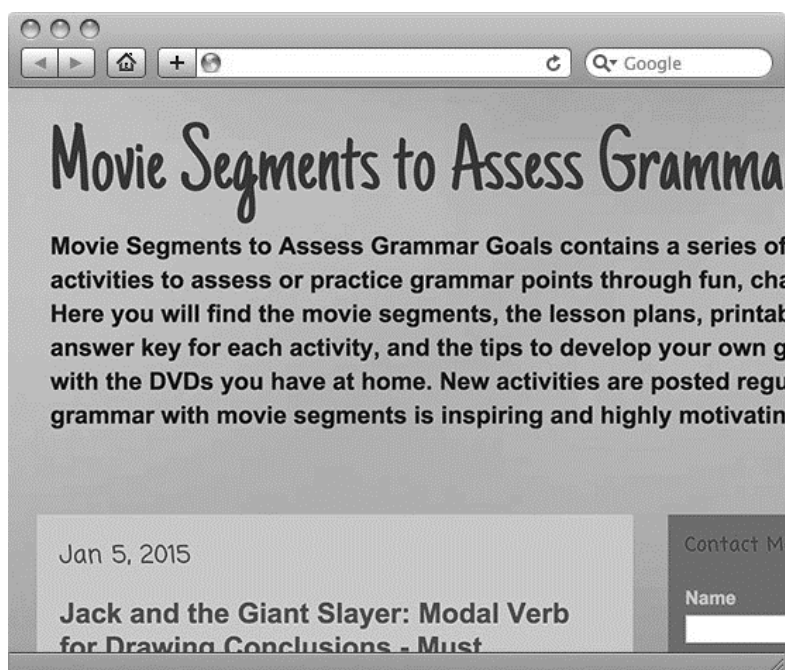 Google
Movie Segments to Assess Gramma
Movie Segments to Assess Grammar Goals contains a series of
activities to assess or practice grammar points through fun, cha
Here you will find the movie segments, the lesson plans, printab
answer key for each activity, and the tips to develop your own g
with the DVDs you have at home. New activities are posted regu
grammar with movie segments is inspiring and highly motivatin
Jan 5, 2015
Jack and the Giant Slayer: Modal Verb
for Drawing Conclusions - Must
Contact M
Name